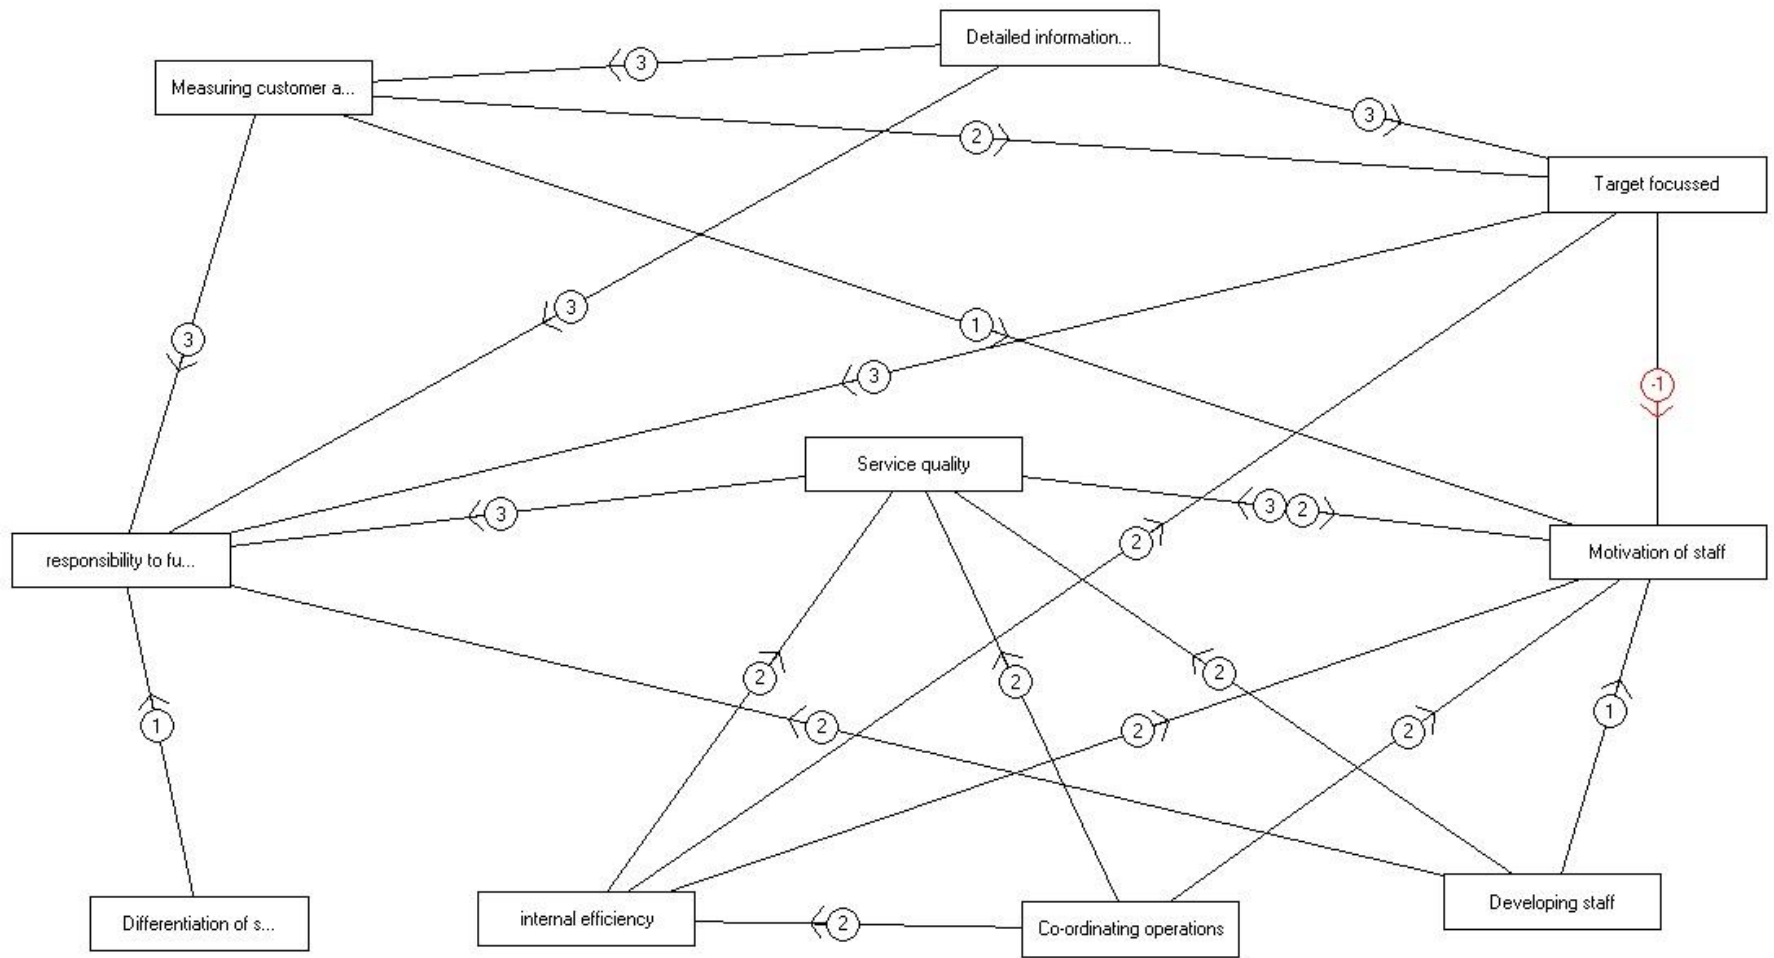 Detailed information...
3
Measuring customer a...
3
2
Target focussed
3
3
1
3
3
-1
Service quality
3
3
2
responsibility to fu...
2
Motivation of staff
2
2
2
2
2
2
1
1
Differentiation of s...
internal efficiency
2
Co-ordinating operations
Developing staff